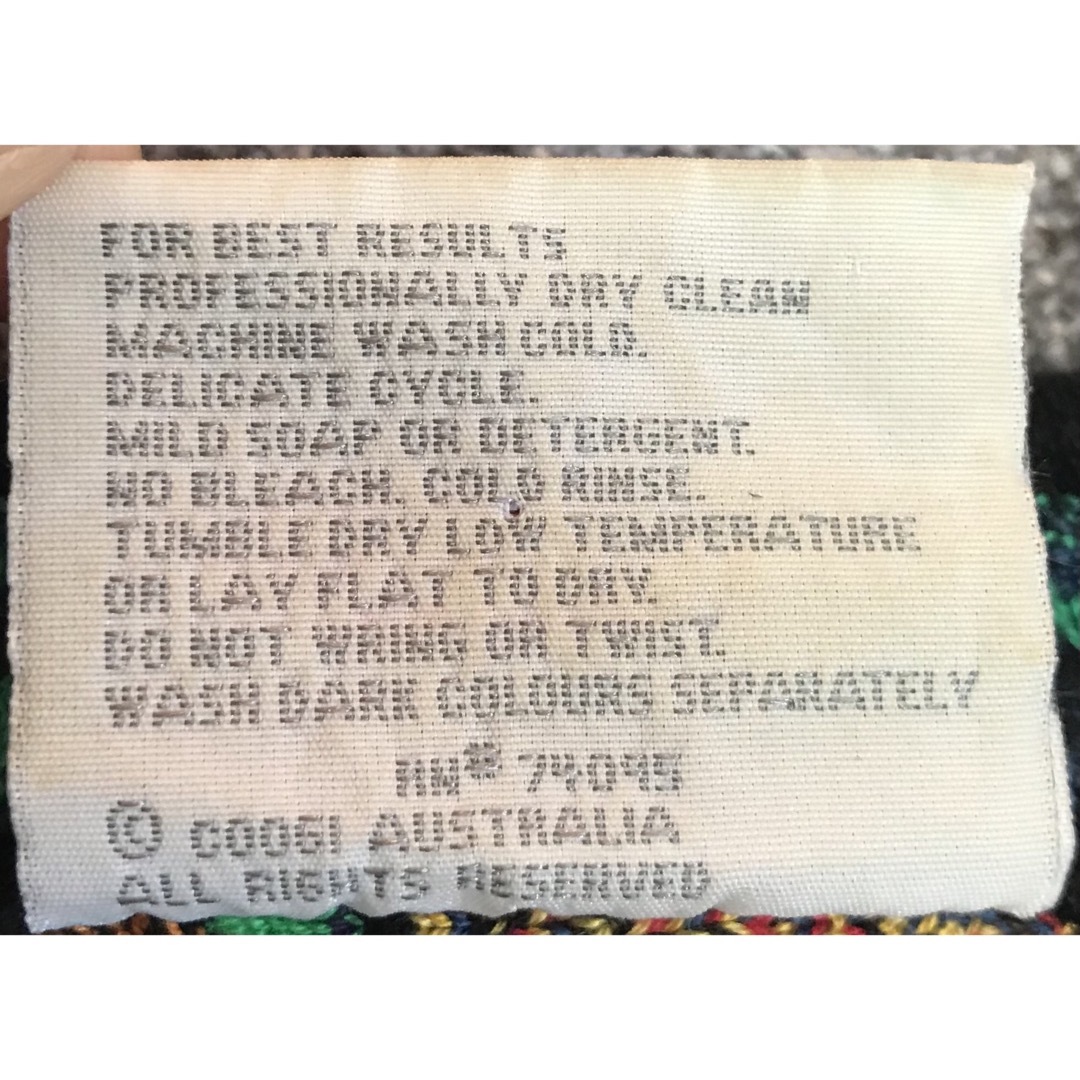 FOR BEST RESULTS
PROFESSIONALLY DRY CLEAN
MACHINE WASH COLD.
DELICATE CYCLE.
MILD SOAP OR DETERGENT.
NO BLEACH. COLD RINSE.
TUMBLE DRY LOW TEMPERATURE
OR LAY FLAT TO DRY.
DO NOT WRING OR TWIST.
WASH DARK COLOURS SEPARATELY
RN# 74095
© COOGI AUSTRALIA
ALL RIGHTS RESERVED